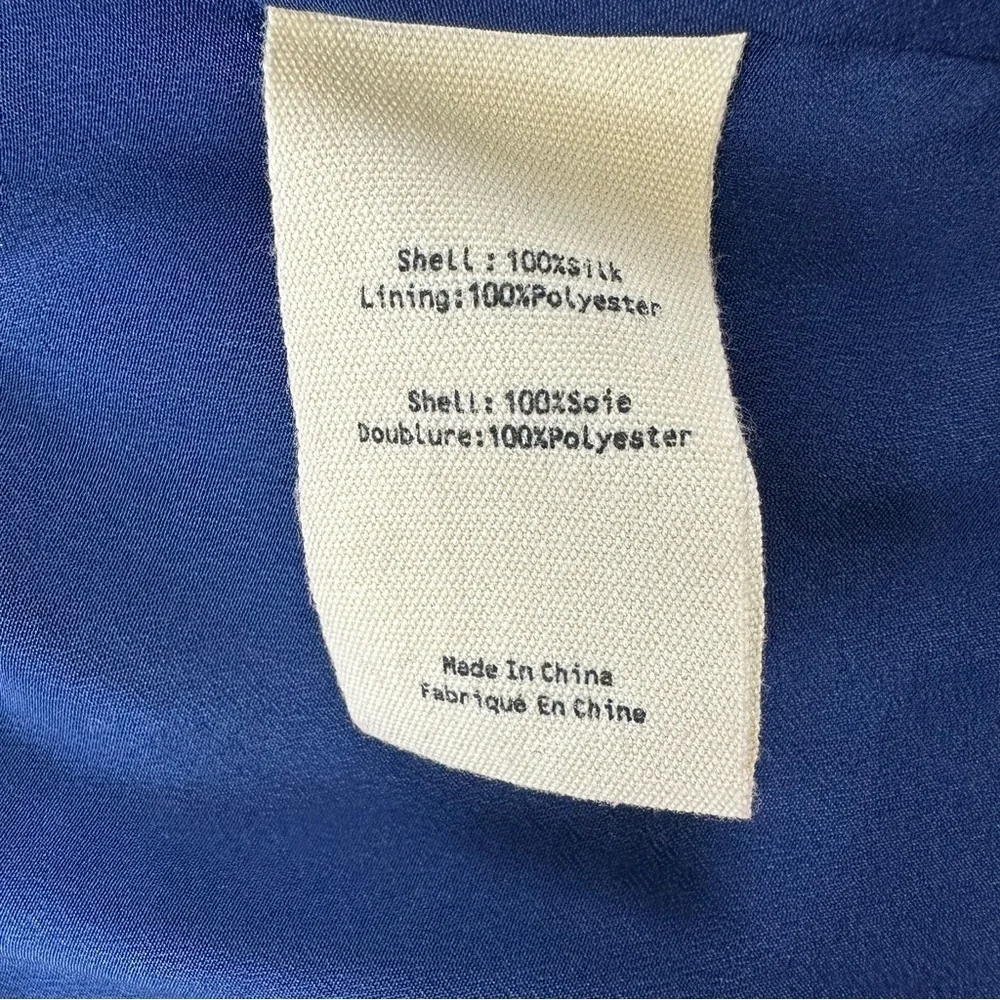 Shell: 100%Silk
Lining:100%Polyester
Shell: 100%Soie
Doublure:100%Polyester
Made In China
Fabriqué En Chine